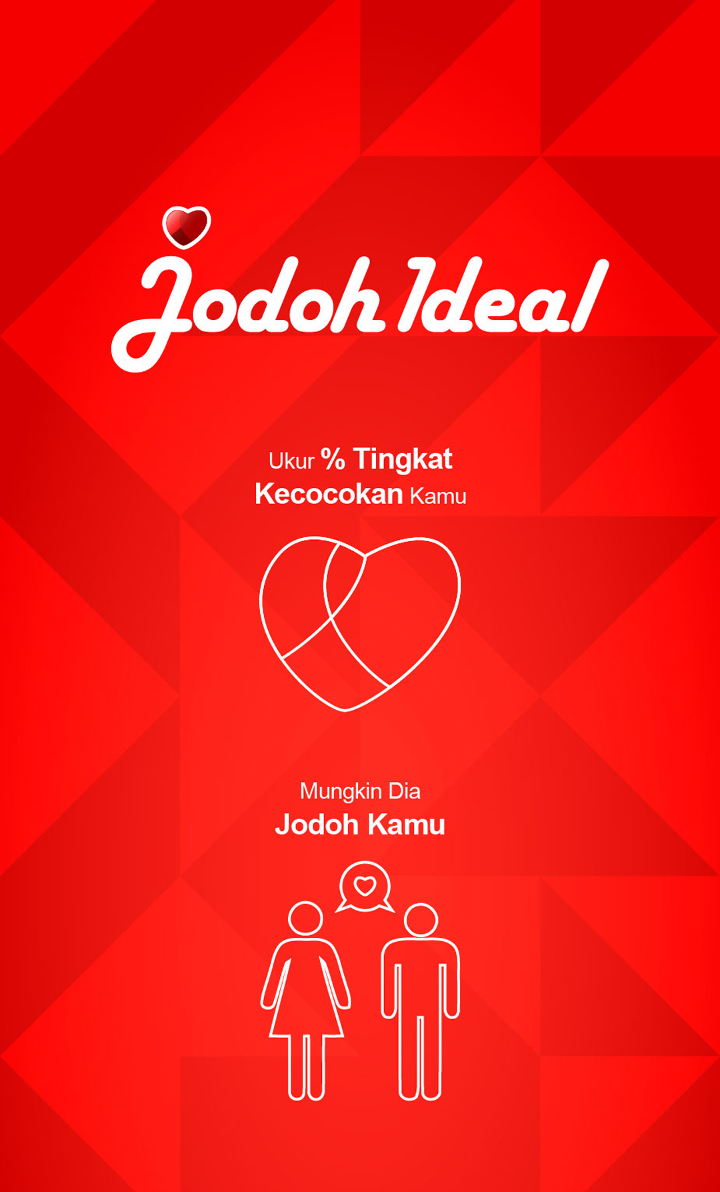 Jodoh Ideal
Ukur % Tingkat
Kecocokan Kamu
Mungkin Dia
Jodoh Kamu